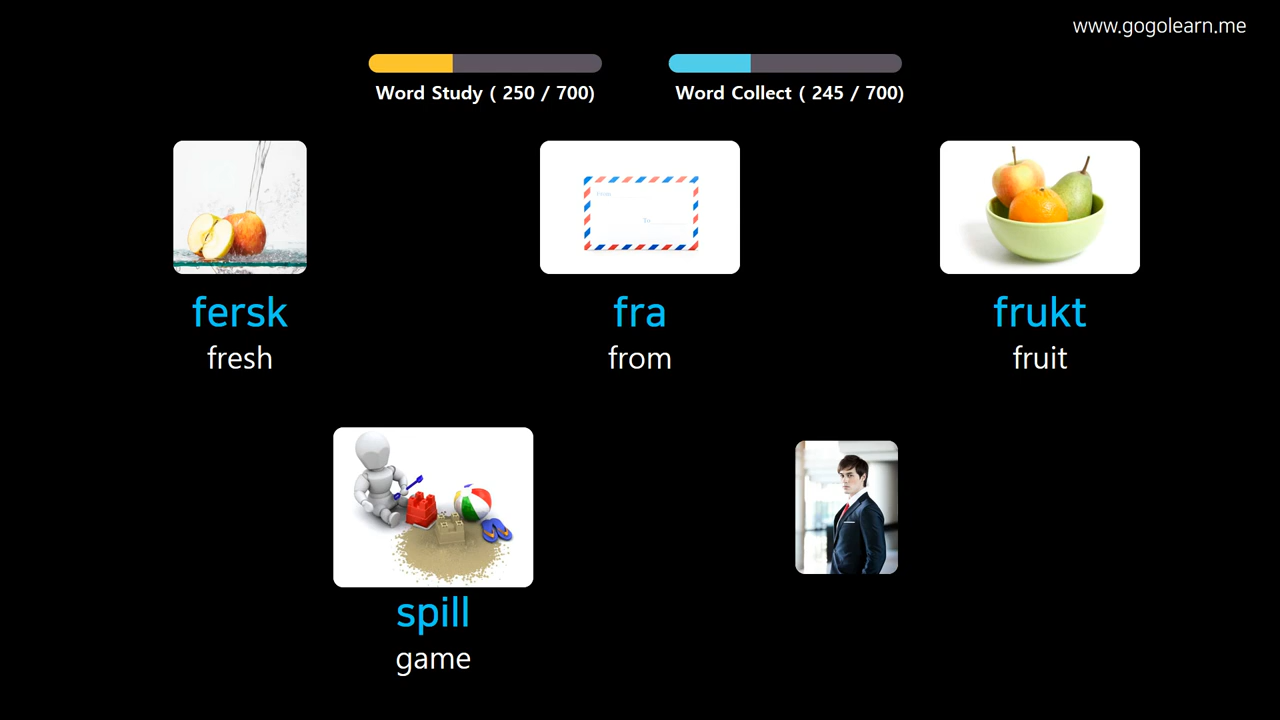 www.gogolearn.me
Word Study ( 250 / 700)
Word Collect ( 245 / 700)
fersk
fresh
fra
from
frukt
fruit
spill
game